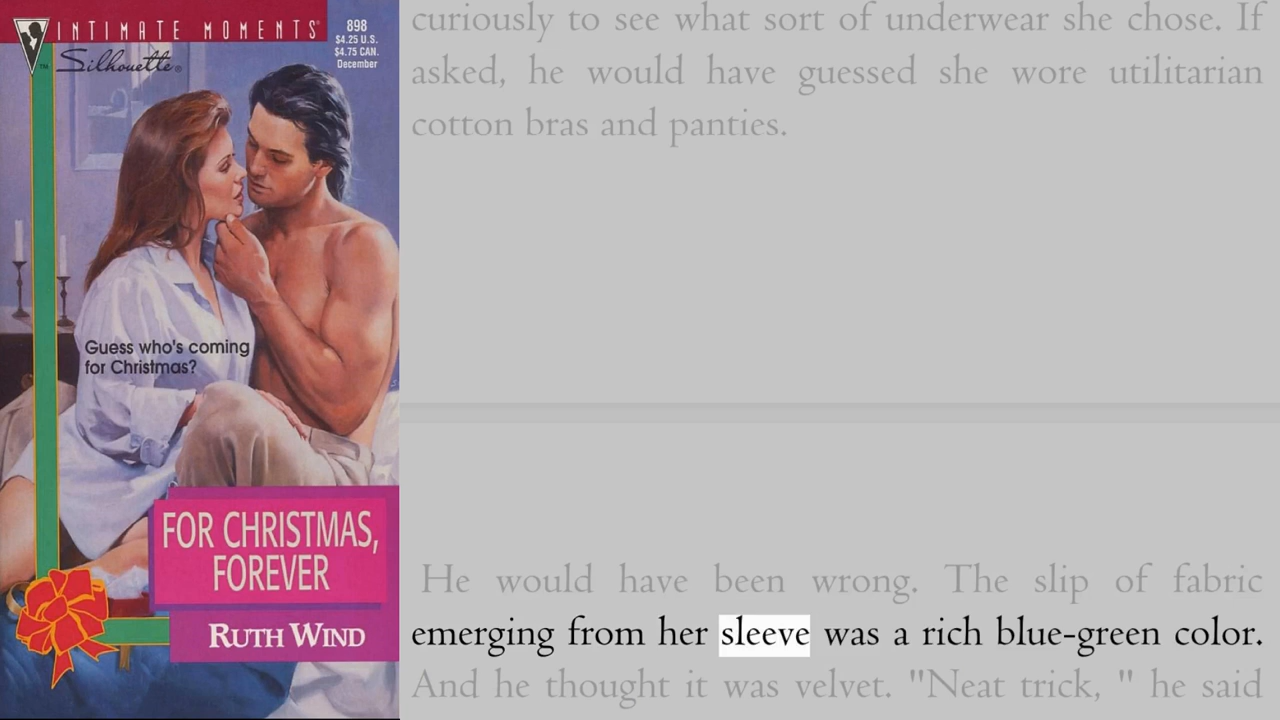 INTIMATE MOMENTS®
Silhouette®
TM
898
$4.25 U.S.
$4.75 CAN.
December
Guess who's coming
for Christmas?
FOR CHRISTMAS,
FOREVER
RUTH WIND
curiously to see what sort of underwear she chose. If
asked, he would have guessed she wore utilitarian
cotton bras and panties.
He would have been wrong. The slip of fabric
emerging from her sleeve was a rich blue-green color.
And he thought it was velvet. "Neat trick, " he said